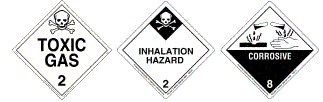 TOXIC
GAS
2
INHALATION
HAZARD
2
CORROSIVE
8